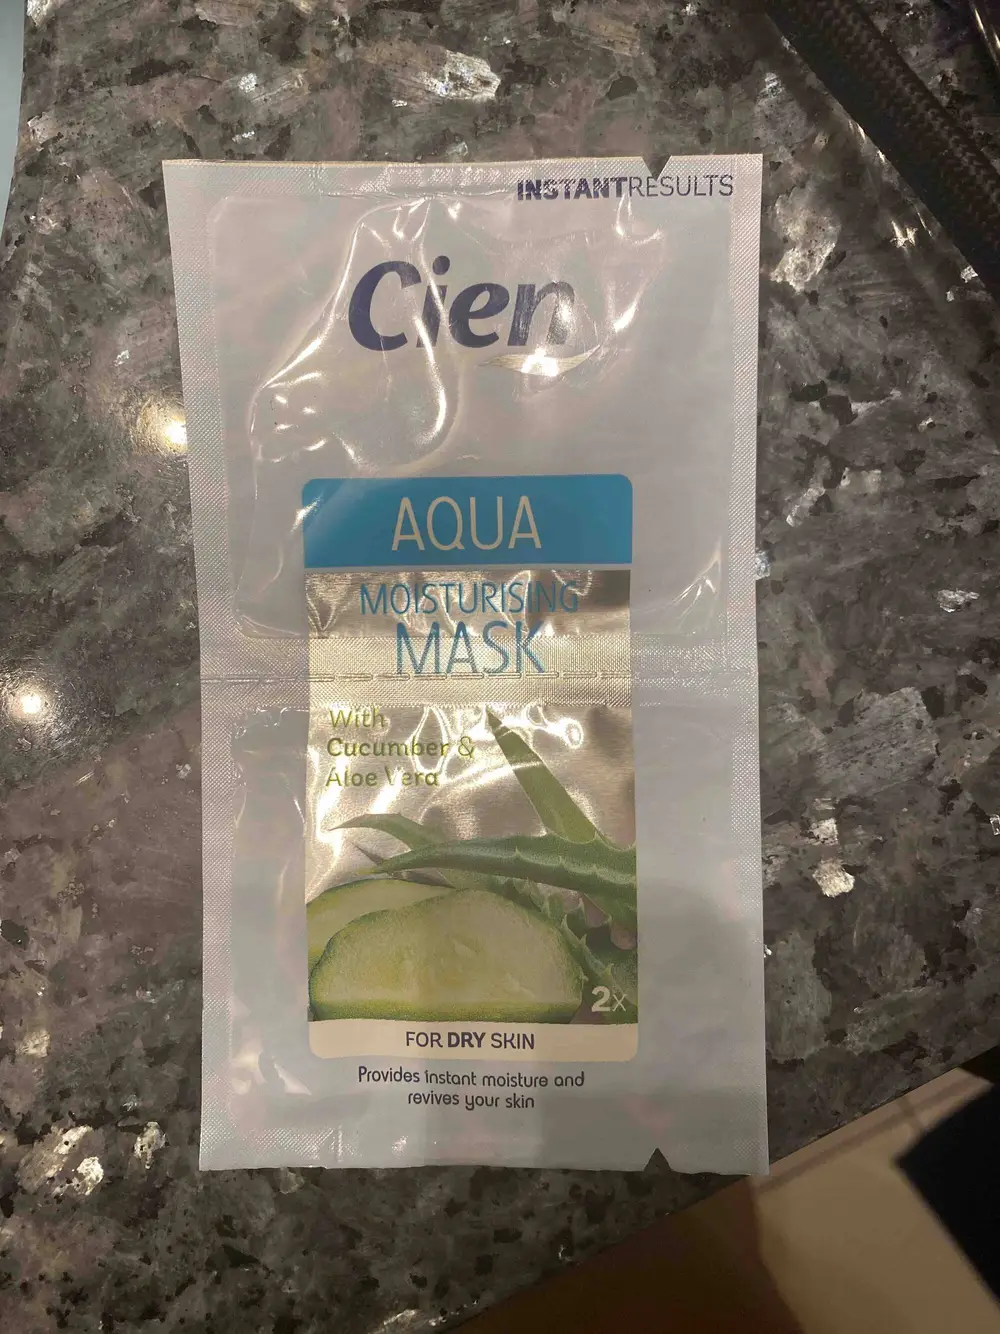 INSTANTRESULTS
Cien
AQUA
MOISTURISING
MASK
With
Cucumber &
Aloe Vera
2X
FOR DRY SKIN
Provides instant moisture and
revives your skin